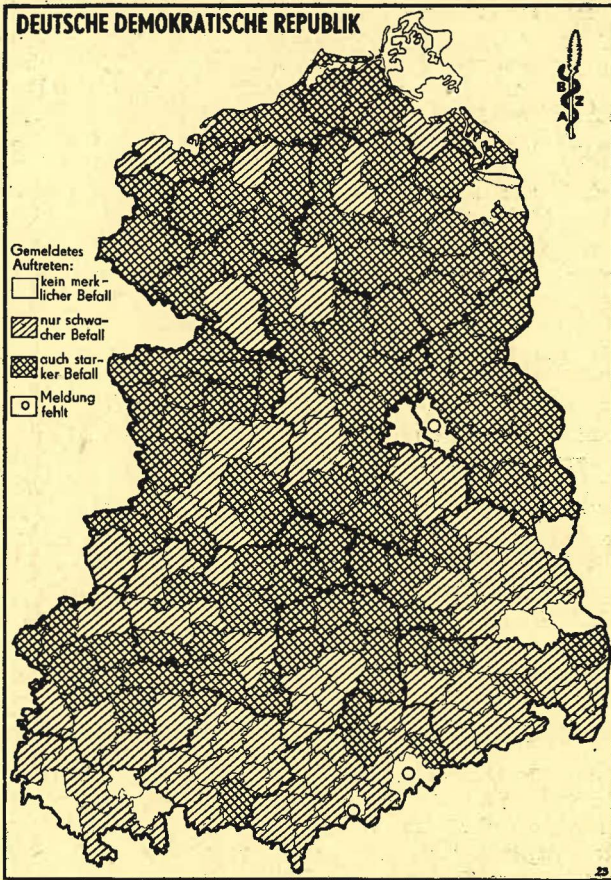 DEUTSCHE DEMOKRATISCHE REPUBLIK
B
Z
A
Gemeldetes
Auftreten:
kein merk-
licher Befall
nur schwa-
cher Befall
auch star-
ker Befall
Meldung
fehlt
23